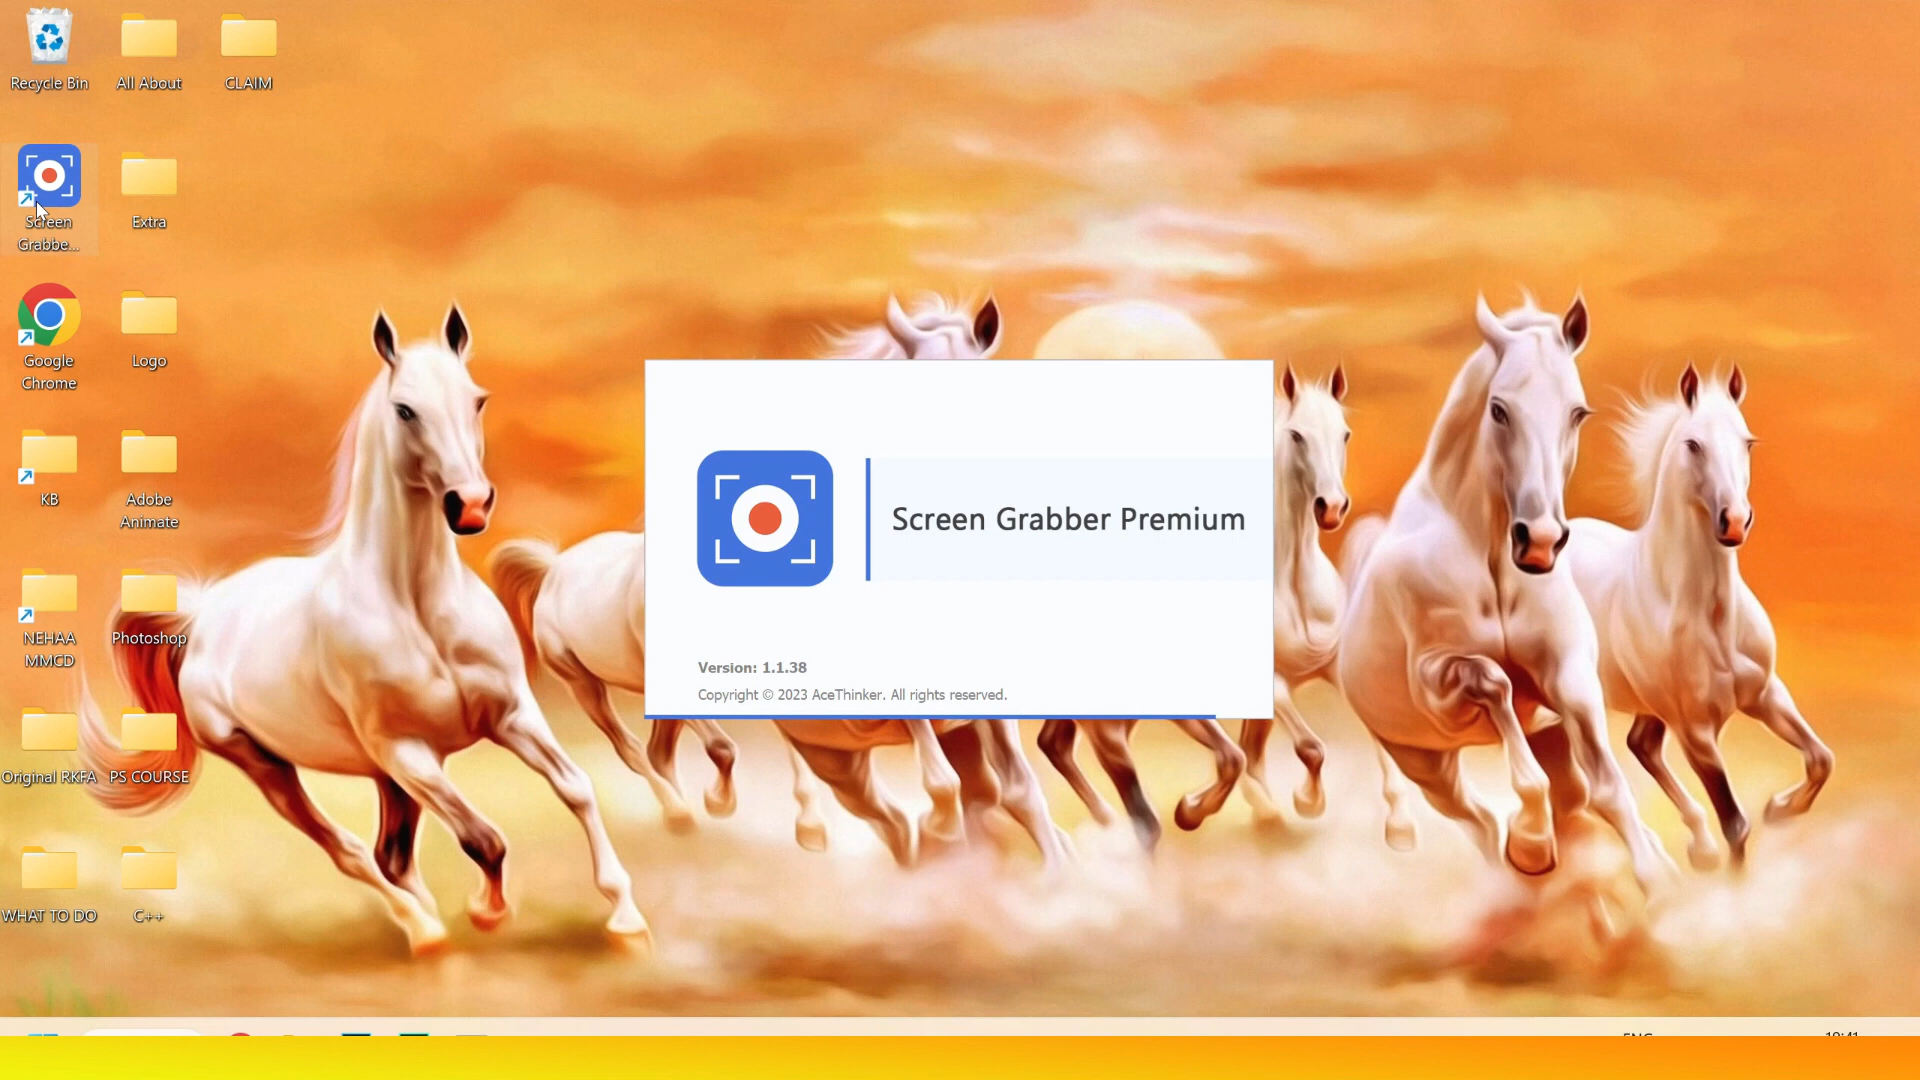 Recycle Bin
All About
CLAIM
Screen
Grabbe...
Extra
Google
Chrome
Logo
KB
Adobe
Animate
NEHAA
MMCD
Photoshop
Original RKFA
PS COURSE
WHAT TO DO
C++
Screen Grabber Premium
Version: 1.1.38
Copyright © 2023 AceThinker. All rights reserved.